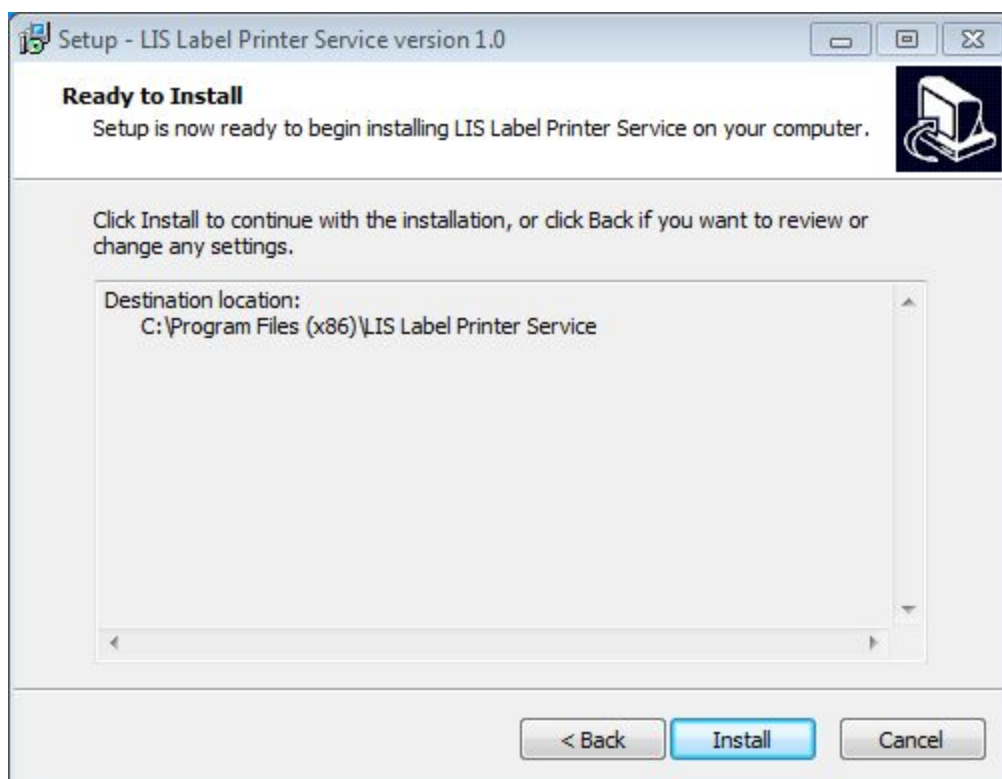 Setup - LIS Label Printer Service version 1.0
Ready to Install
Setup is now ready to begin installing LIS Label Printer Service on your computer.
Click Install to continue with the installation, or click Back if you want to review or
change any settings.
Destination location:
C:\Program Files (x86)\LIS Label Printer Service
< Back
Install
Cancel